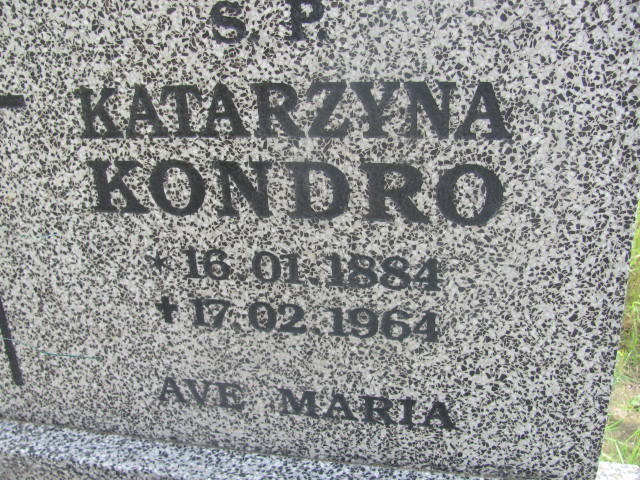 Ś. P.
KATARZYNA
KONDRO
* 16.01.1884
✝ 17.02.1964
AVE MARIA